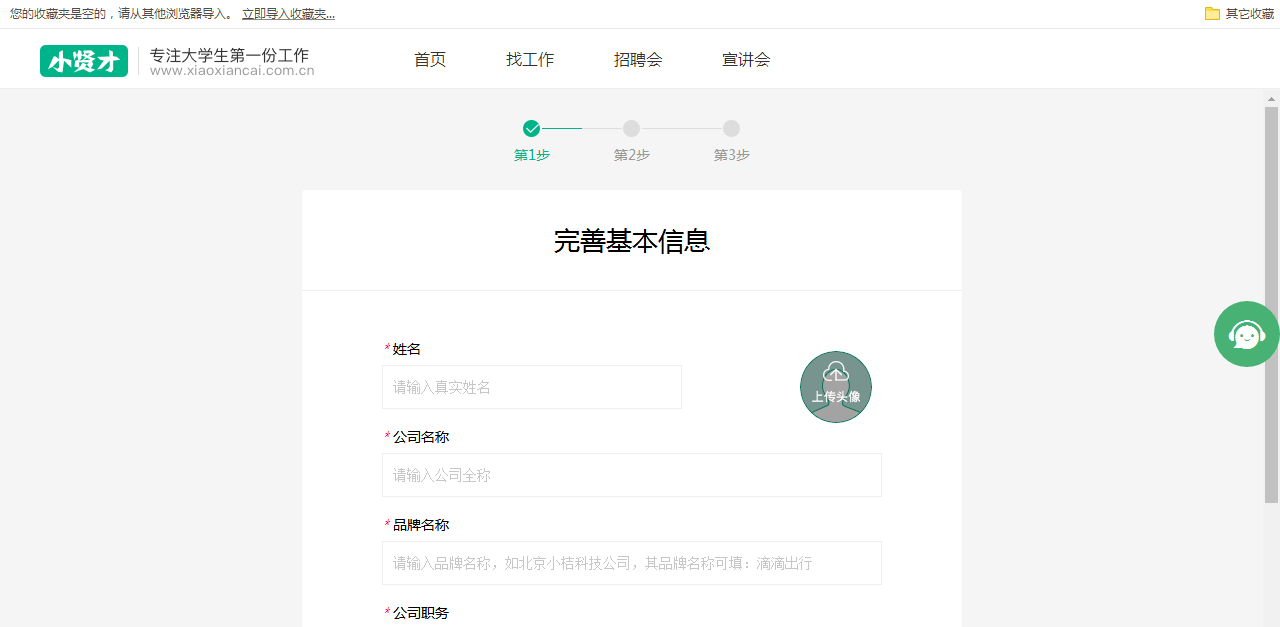 您的收藏夹是空的，请从其他浏览器导入。 立即导入收藏夹...
其它收藏
小贤才
专注大学生第一份工作
www.xiaoxiancai.com.cn
首页 找工作 招聘会 宣讲会
第1步 第2步 第3步
完善基本信息
*姓名
请输入真实姓名
上传头像
*公司名称
请输入公司全称
*品牌名称
请输入品牌名称，如北京小桔科技公司，其品牌名称可填：滴滴出行
*公司职务